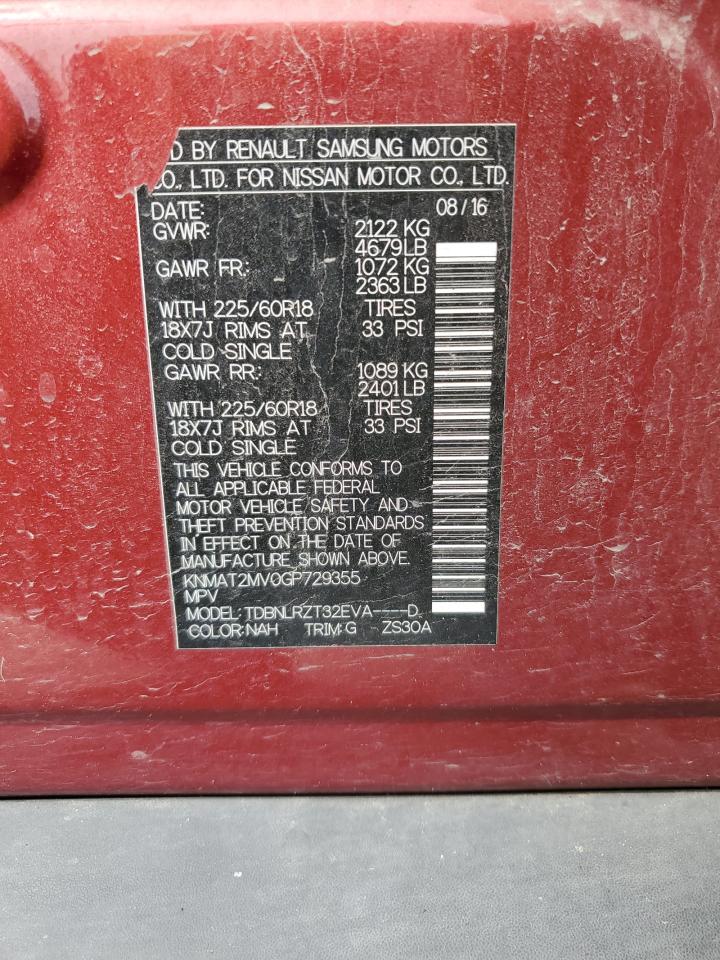 D BY RENAULT SAMSUNG MOTORS
CO., LTD. FOR NISSAN MOTOR CO., LTD.
DATE: 08/16
GVWR: 2122 KG
4679 LB
GAWR FR: 1072 KG
2363 LB
WITH 225/60R18 TIRES
18X7J RIMS AT 33 PSI
COLD SINGLE
GAWR RR: 1089 KG
2401 LB
WITH 225/60R18 TIRES
18X7J RIMS AT 33 PSI
COLD SINGLE
THIS VEHICLE CONFORMS TO
ALL APPLICABLE FEDERAL
MOTOR VEHICLE SAFETY AND
THEFT PREVENTION STANDARDS
IN EFFECT ON THE DATE OF
MANUFACTURE SHOWN ABOVE.
KNMAT2MV0GP729355
MPV
MODEL: TDBNLRZT32EVA----D
COLOR: NAH TRIM: G ZS30A